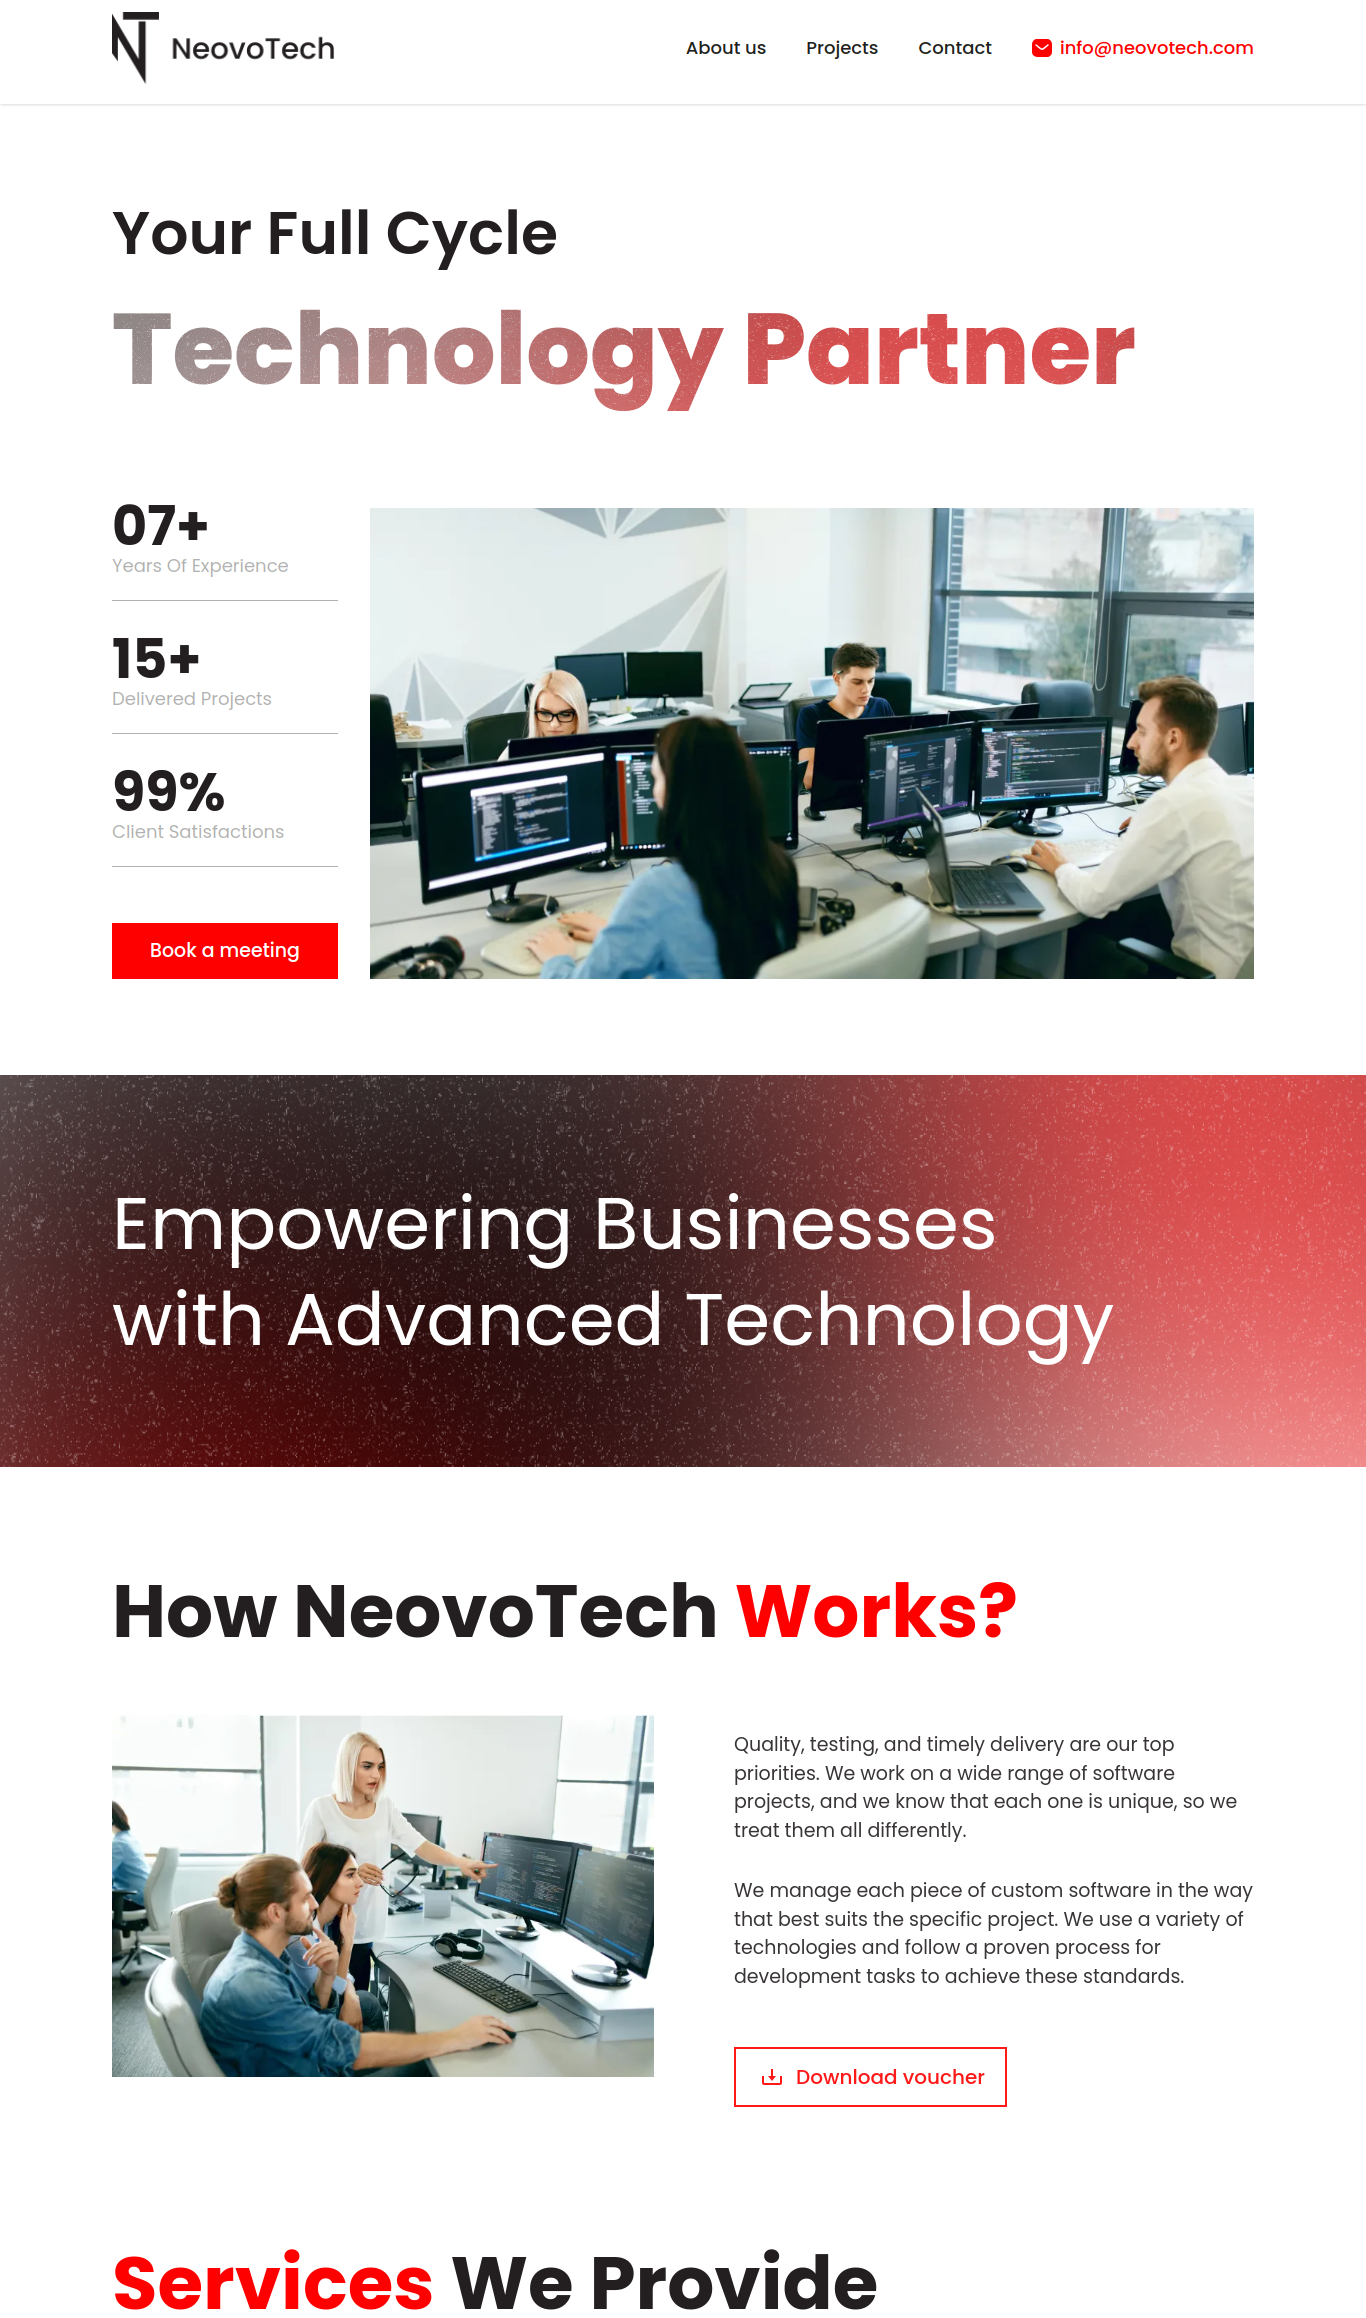 NT NeovoTech
About us Projects Contact info@neovotech.com
Your Full Cycle
Technology Partner
07+
Years Of Experience
15+
Delivered Projects
99%
Client Satisfactions
Book a meeting
Empowering Businesses
with Advanced Technology
How NeovoTech Works?
Quality, testing, and timely delivery are our top
priorities. We work on a wide range of software
projects, and we know that each one is unique, so we
treat them all differently.
We manage each piece of custom software in the way
that best suits the specific project. We use a variety of
technologies and follow a proven process for
development tasks to achieve these standards.
Download voucher
Services We Provide